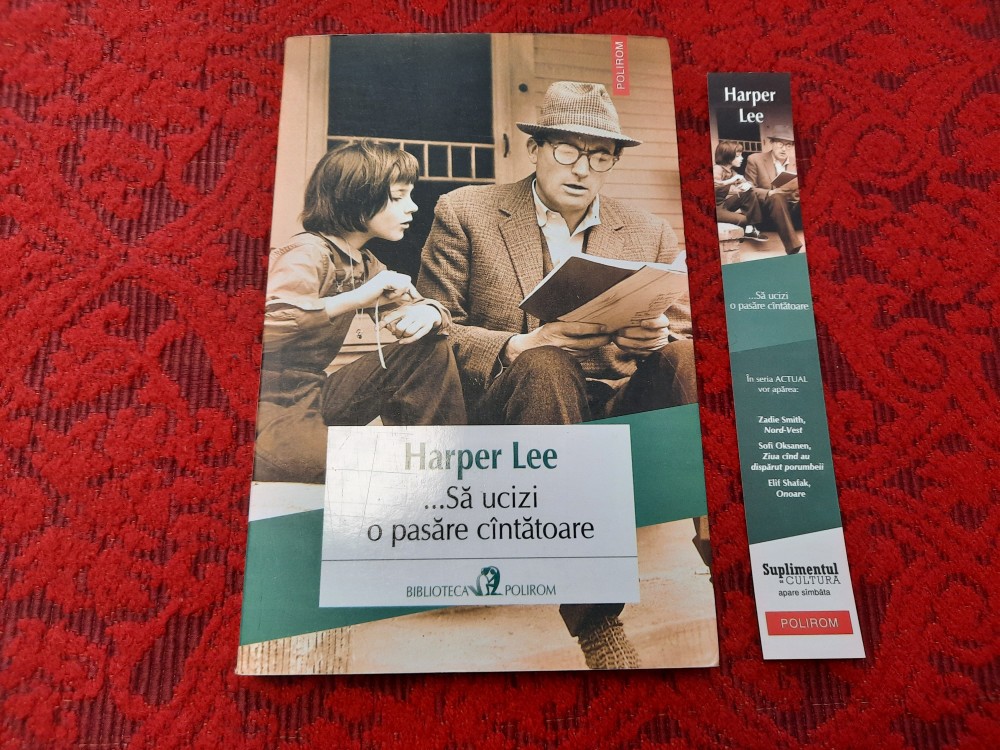 POLIROM
Harper Lee
...Să ucizi
o pasăre cîntătoare
BIBLIOTECA POLIROM
Harper
Lee
...Să ucizi
o pasăre cîntătoare
În seria ACTUAL
vor apărea:
Zadie Smith,
Nord-Vest
Sofi Oksanen,
Ziua cînd au
dispărut porumbeii
Elif Shafak,
Onoare
Suplimentul
de CULTURĂ
apare sîmbăta
POLIROM